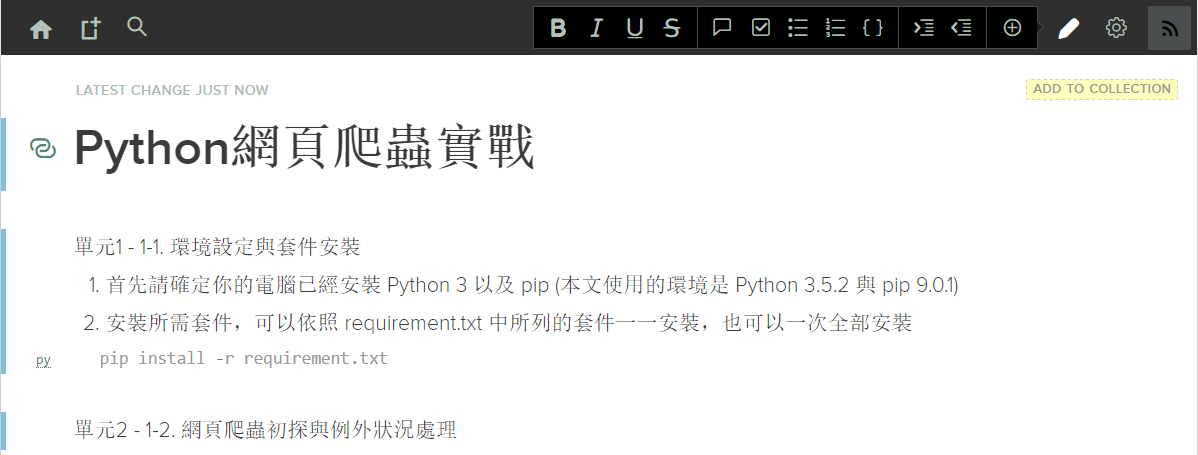 LATEST CHANGE JUST NOW
ADD TO COLLECTION
Python網頁爬蟲實戰
單元1 - 1-1. 環境設定與套件安裝
1. 首先請確定你的電腦已經安裝 Python 3 以及 pip (本文使用的環境是 Python 3.5.2 與 pip 9.0.1)
2. 安裝所需套件，可以依照 requirement.txt 中所列的套件一一安裝，也可以一次全部安裝
py pip install -r requirement.txt
單元2 - 1-2. 網頁爬蟲初探與例外狀況處理